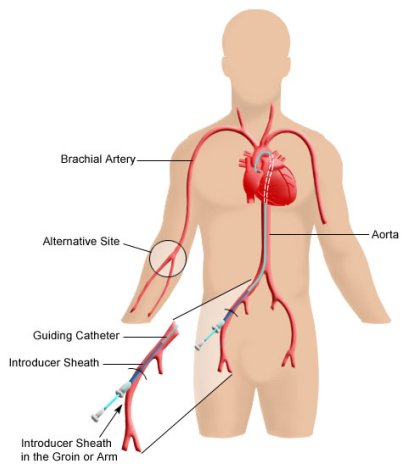 Brachial Artery
Alternative Site
Aorta
Guiding Catheter
Introducer Sheath
Introducer Sheath
in the Groin or Arm